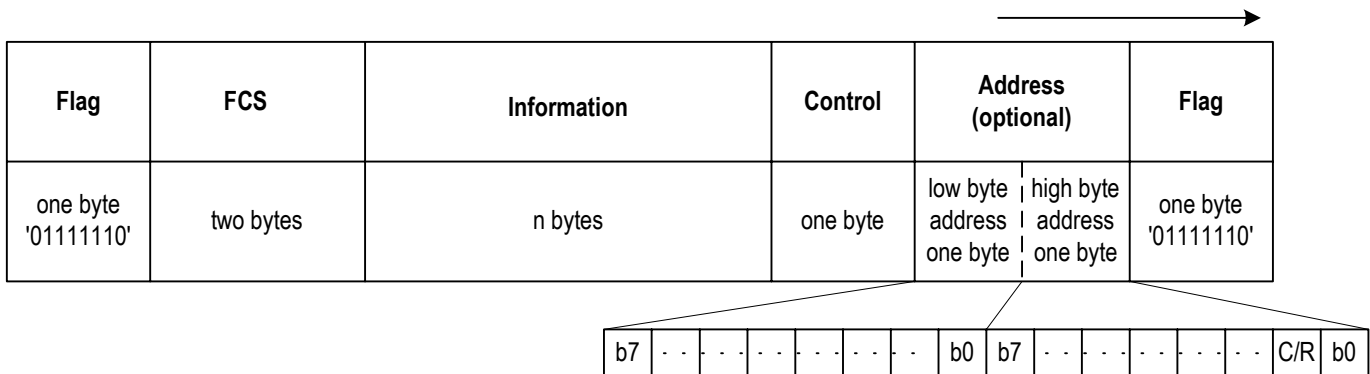 Flag
FCS
Information
Control
Address
(optional)
Flag
one byte
'01111110'
two bytes
n bytes
one byte
low byte
address
one byte
high byte
address
one byte
one byte
'01111110'
b7 - - - - - - - - - - - - b0 b7 - - - - - - - - - - C/R b0